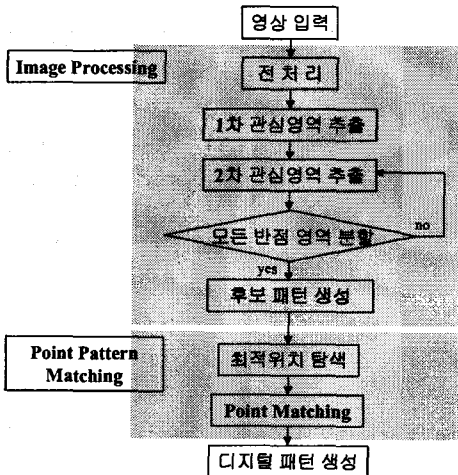 영상 입력
Image Processing
전 처 리
1차 관심영역 추출
2차 관심영역 추출
모든 반점 영역 분할
no
yes
후보 패턴 생성
Point Pattern
Matching
최적위치 탐색
Point Matching
디지털 패턴 생성